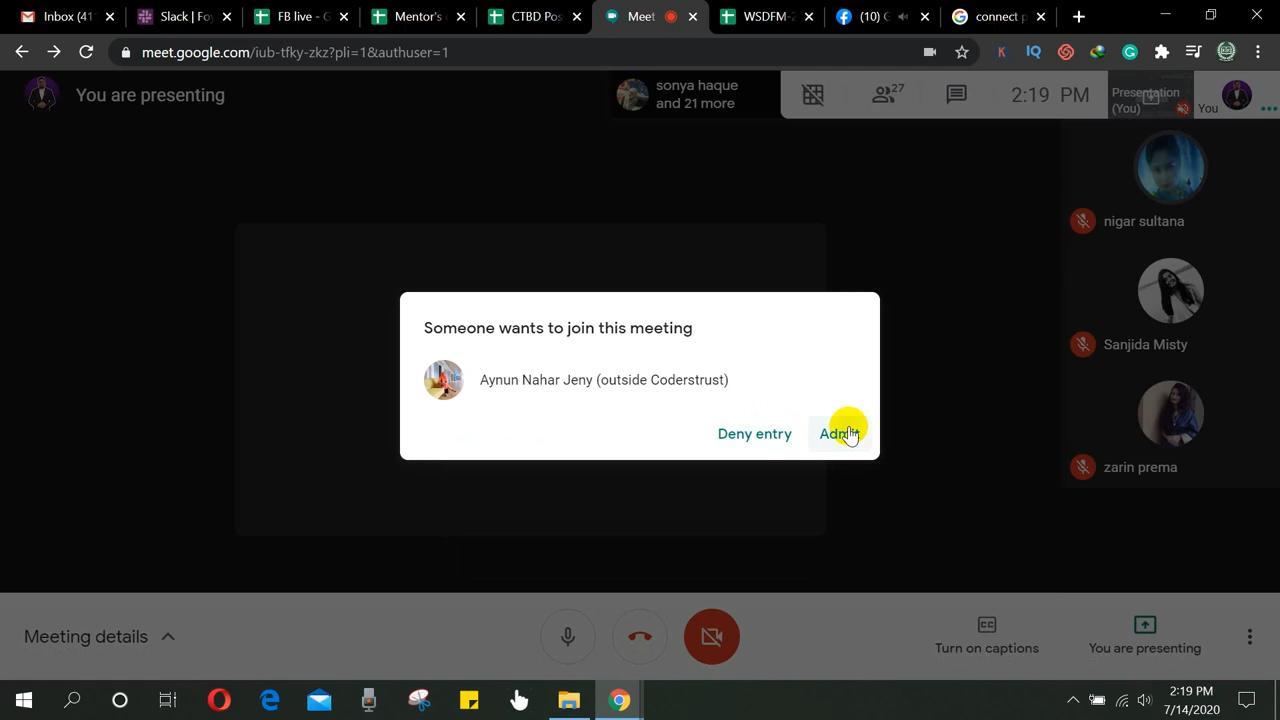 Inbox (41
Slack | Fo
FB live - G
Mentor's
CTBD Pos
Meet
WSDFM-2
(10) G
connect p
meet.google.com/iub-tfky-zkz?pli=1&authuser=1
You are presenting
sonya haque
and 21 more
27
2:19 PM
Presentation
(You)
You
nigar sultana
Sanjida Misty
zarin prema
Someone wants to join this meeting
Aynun Nahar Jeny (outside Coderstrust)
Deny entry
Admit
Meeting details
Turn on captions
You are presenting
2:19 PM
7/14/2020